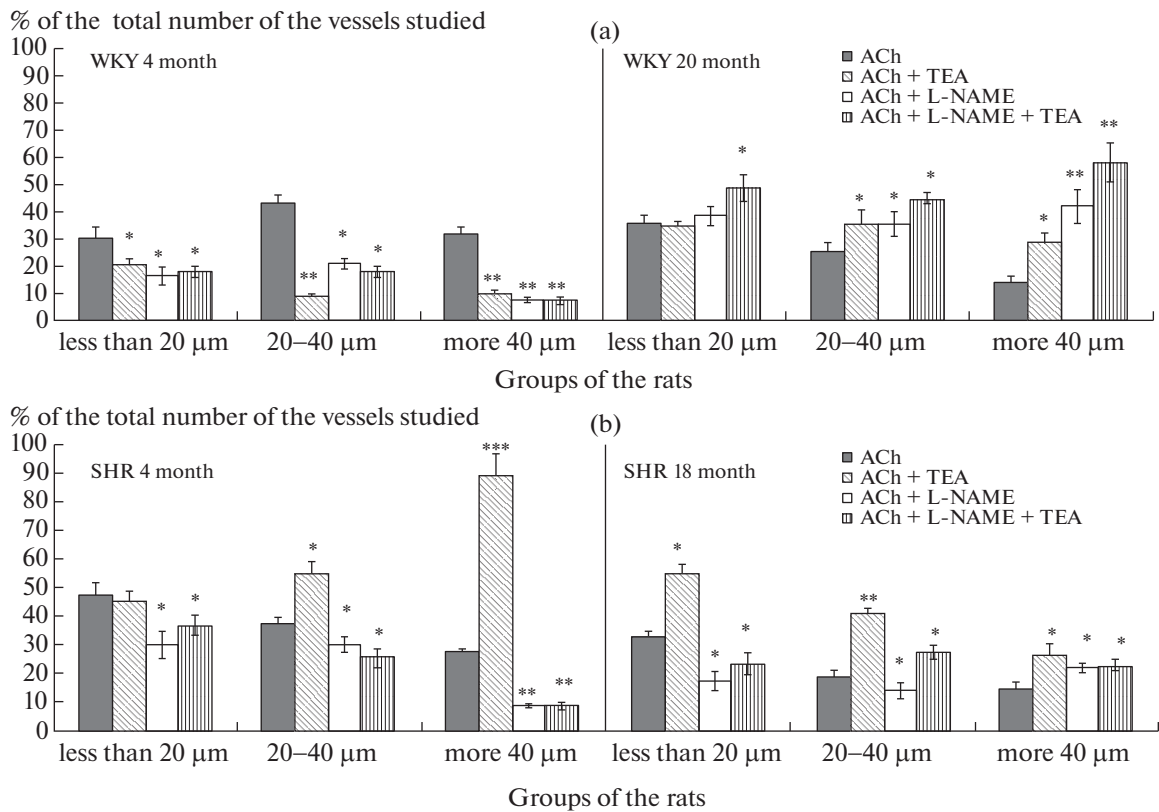 % of the total number of the vessels studied
(a)
100
90
80
70
60
50
40
30
20
10
0
WKY 4 month
WKY 20 month
ACh
ACh + TEA
ACh + L-NAME
ACh + L-NAME + TEA
* * *
** * *
** ** **
*
* * *
* ** **
less than 20 μm 20–40 μm more 40 μm less than 20 μm 20–40 μm more 40 μm
Groups of the rats
% of the total number of the vessels studied
(b)
100
90
80
70
60
50
40
30
20
10
0
SHR 4 month
SHR 18 month
ACh
ACh + TEA
ACh + L-NAME
ACh + L-NAME + TEA
* *
* * *
*** ** **
* * *
** * *
* * *
less than 20 μm 20–40 μm more 40 μm less than 20 μm 20–40 μm more 40 μm
Groups of the rats